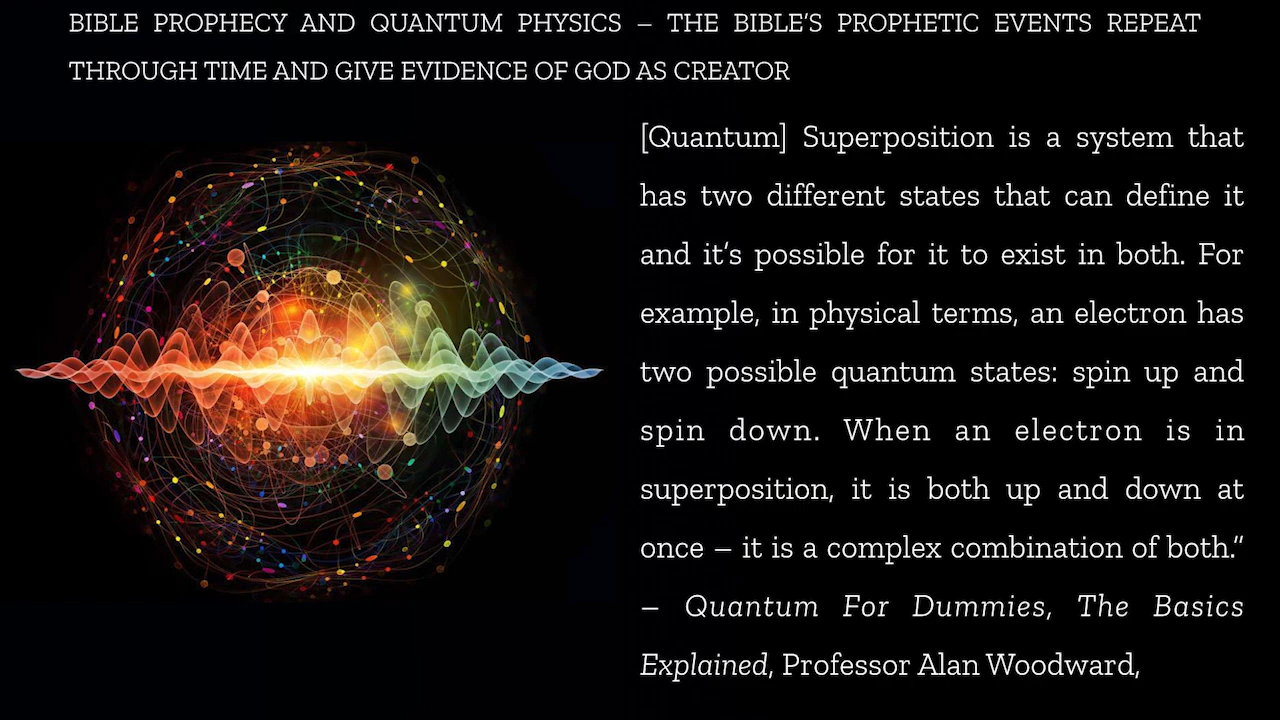 BIBLE PROPHECY AND QUANTUM PHYSICS – THE BIBLE'S PROPHETIC EVENTS REPEAT
THROUGH TIME AND GIVE EVIDENCE OF GOD AS CREATOR
[Quantum] Superposition is a system that
has two different states that can define it
and it's possible for it to exist in both. For
example, in physical terms, an electron has
two possible quantum states: spin up and
spin down. When an electron is in
superposition, it is both up and down at
once – it is a complex combination of both."
– Quantum For Dummies, The Basics
Explained, Professor Alan Woodward,